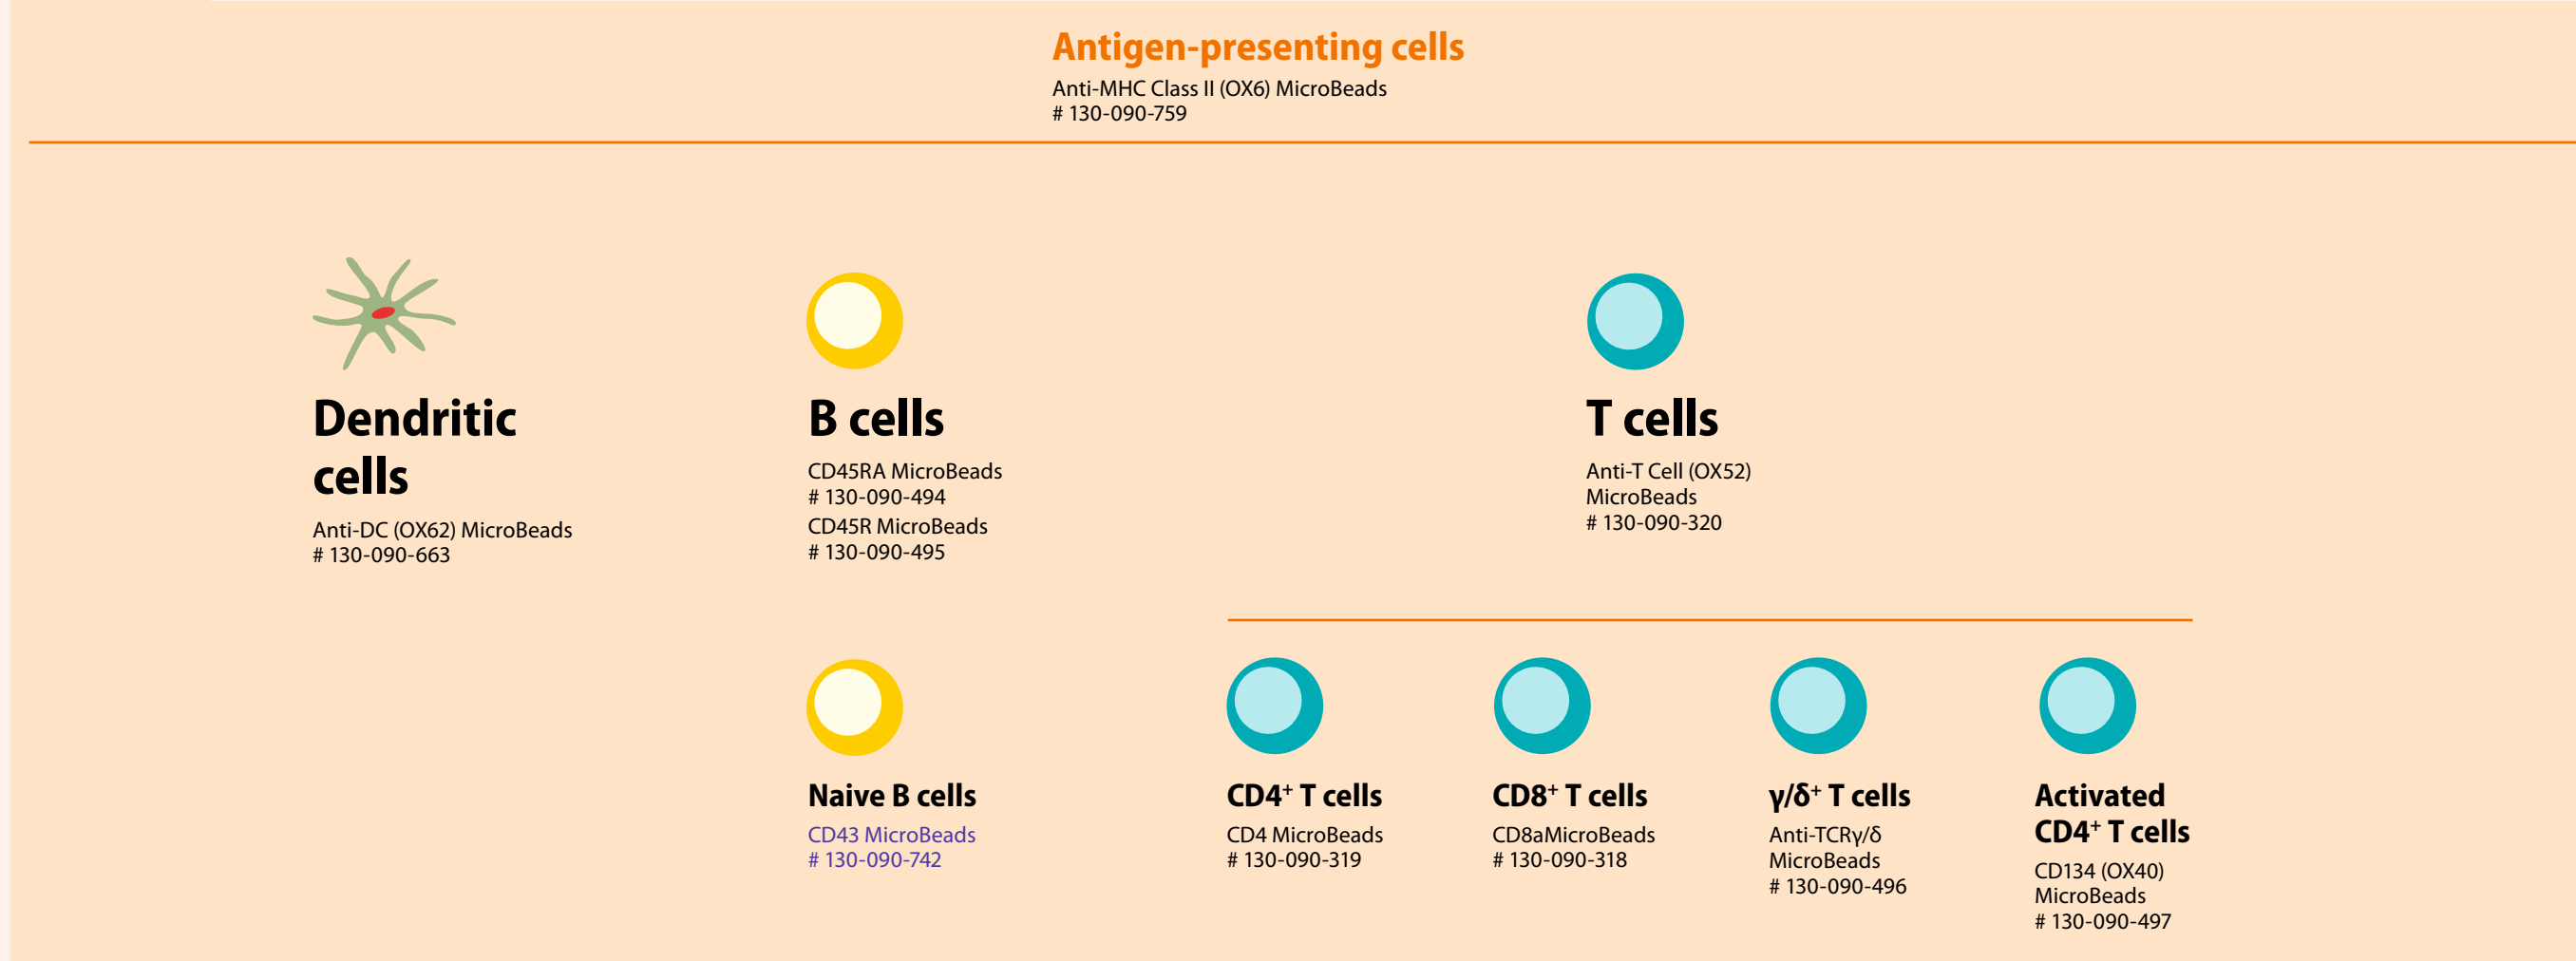 Antigen-presenting cells
Anti-MHC Class II (OX6) MicroBeads
# 130-090-759
Dendritic
cells
Anti-DC (OX62) MicroBeads
# 130-090-663
B cells
CD45RA MicroBeads
# 130-090-494
CD45R MicroBeads
# 130-090-495
T cells
Anti-T Cell (OX52)
MicroBeads
# 130-090-320
Naive B cells
CD43 MicroBeads
# 130-090-742
CD4⁺ T cells
CD4 MicroBeads
# 130-090-319
CD8⁺ T cells
CD8aMicroBeads
# 130-090-318
γ/δ⁺ T cells
Anti-TCRγ/δ
MicroBeads
# 130-090-496
Activated
CD4⁺ T cells
CD134 (OX40)
MicroBeads
# 130-090-497